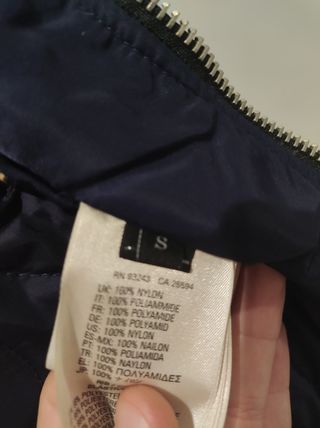 S
RN 93243 CA 26594
UK: 100% NYLON
IT: 100% POLIAMMIDE
FR: 100% POLYAMIDE
DE: 100% POLYAMID
US: 100% NYLON
ES-MX: 100% NAILON
PT: 100% POLIAMIDA
TR: 100% NAYLON
EL: 100% ΠΟΛΥΑΜΙΔΕΣ
JP: 100%